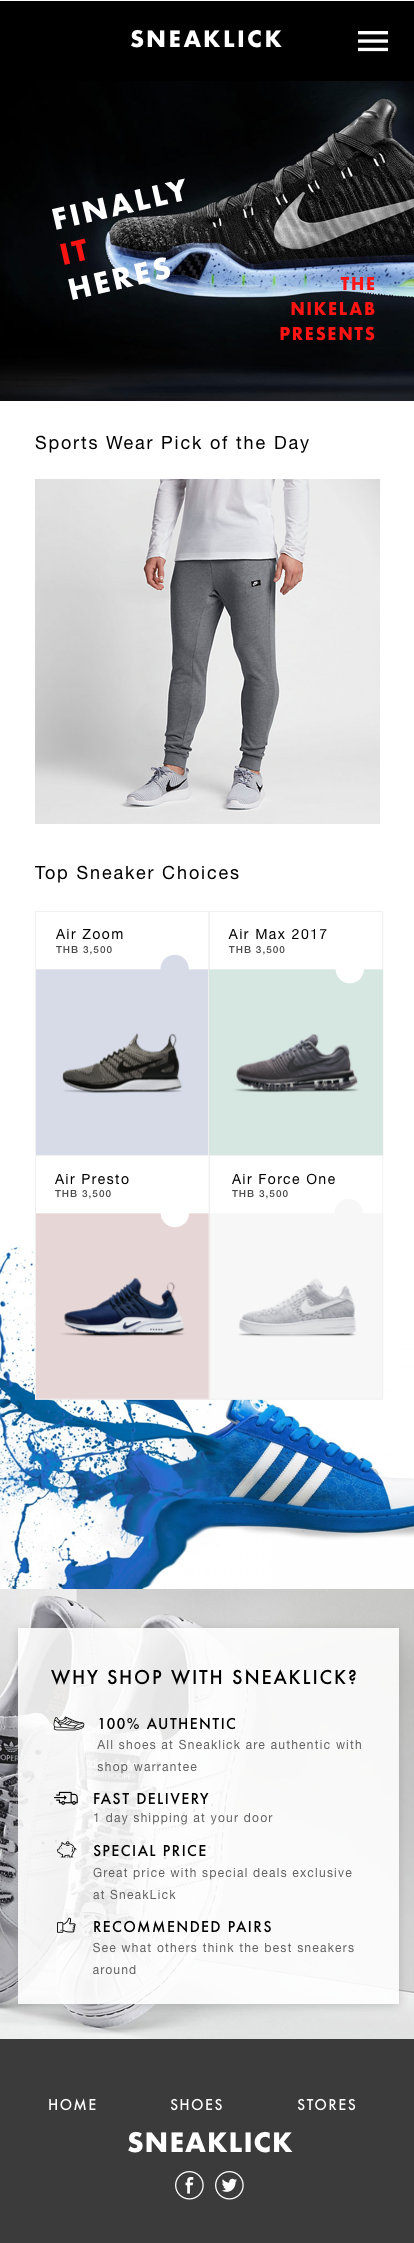 SNEAKLICK
FINALLY
IT
HERES
THE
NIKELAB
PRESENTS
Sports Wear Pick of the Day
Top Sneaker Choices
Air Zoom
THB 3,500
Air Max 2017
THB 3,500
Air Presto
THB 3,500
Air Force One
THB 3,500
WHY SHOP WITH SNEAKLICK?
100% AUTHENTIC
All shoes at Sneaklick are authentic with
shop warrantee
FAST DELIVERY
1 day shipping at your door
SPECIAL PRICE
Great price with special deals exclusive
at SneakLick
RECOMMENDED PAIRS
See what others think the best sneakers
around
HOME SHOES STORES
SNEAKLICK